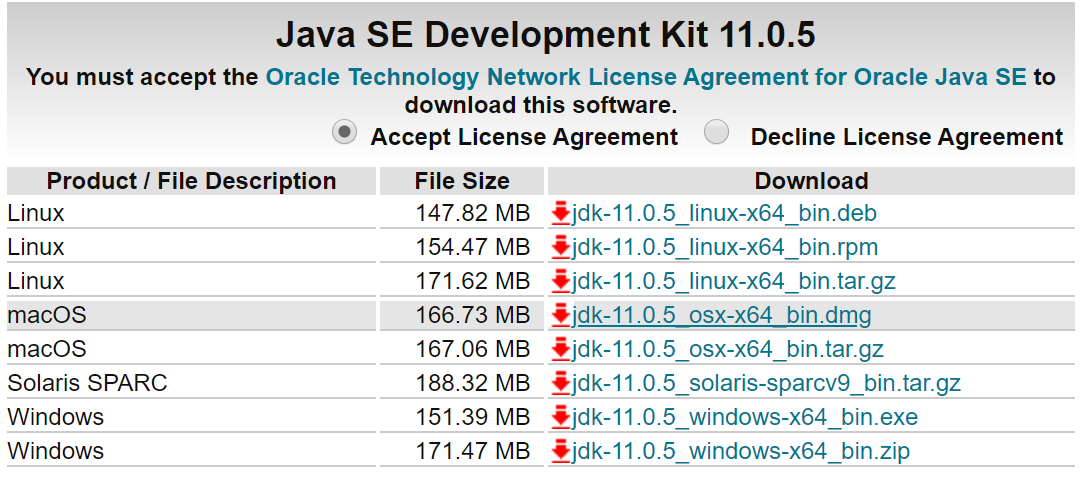 Java SE Development Kit 11.0.5
You must accept the Oracle Technology Network License Agreement for Oracle Java SE to
download this software.
Accept License Agreement Decline License Agreement
Product / File Description File Size Download
Linux 147.82 MB jdk-11.0.5_linux-x64_bin.deb
Linux 154.47 MB jdk-11.0.5_linux-x64_bin.rpm
Linux 171.62 MB jdk-11.0.5_linux-x64_bin.tar.gz
macOS 166.73 MB jdk-11.0.5_osx-x64_bin.dmg
macOS 167.06 MB jdk-11.0.5_osx-x64_bin.tar.gz
Solaris SPARC 188.32 MB jdk-11.0.5_solaris-sparcv9_bin.tar.gz
Windows 151.39 MB jdk-11.0.5_windows-x64_bin.exe
Windows 171.47 MB jdk-11.0.5_windows-x64_bin.zip